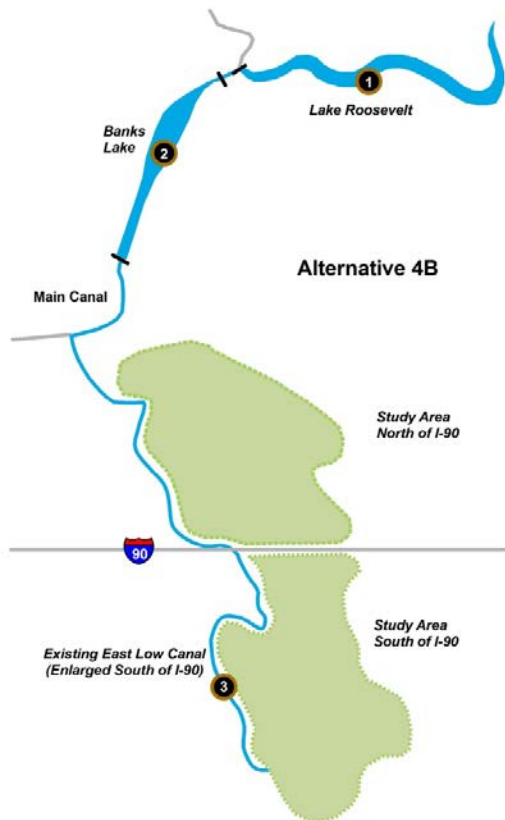 1
Lake Roosevelt
Banks
Lake
2
Alternative 4B
Main Canal
Study Area
North of I-90
90
Study Area
South of I-90
Existing East Low Canal
(Enlarged South of I-90)
3